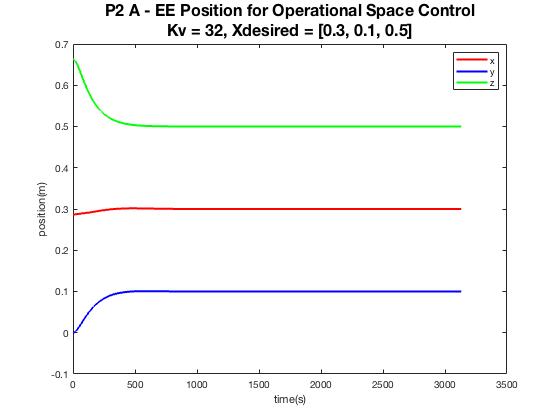 P2 A - EE Position for Operational Space Control
Kv = 32, Xdesired = [0.3, 0.1, 0.5]
0.7
0.6
0.5
0.4
0.3
0.2
0.1
0
-0.1
position(m)
x
y
z
0 500 1000 1500 2000 2500 3000 3500
time(s)